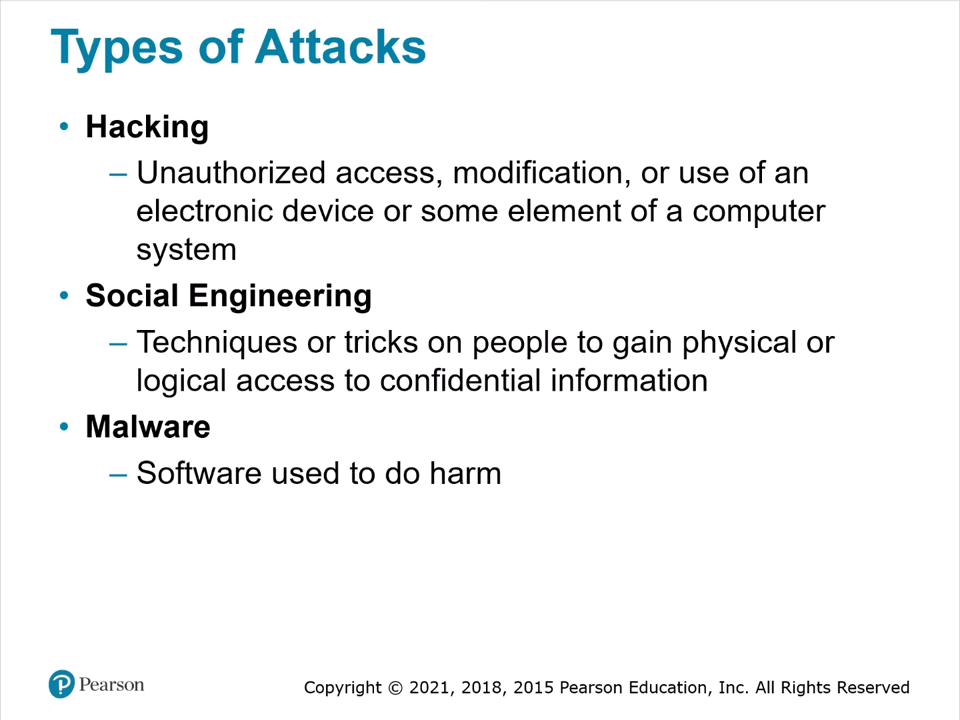 Types of Attacks
• Hacking
– Unauthorized access, modification, or use of an
electronic device or some element of a computer
system
• Social Engineering
– Techniques or tricks on people to gain physical or
logical access to confidential information
• Malware
– Software used to do harm
P Pearson
Copyright © 2021, 2018, 2015 Pearson Education, Inc. All Rights Reserved